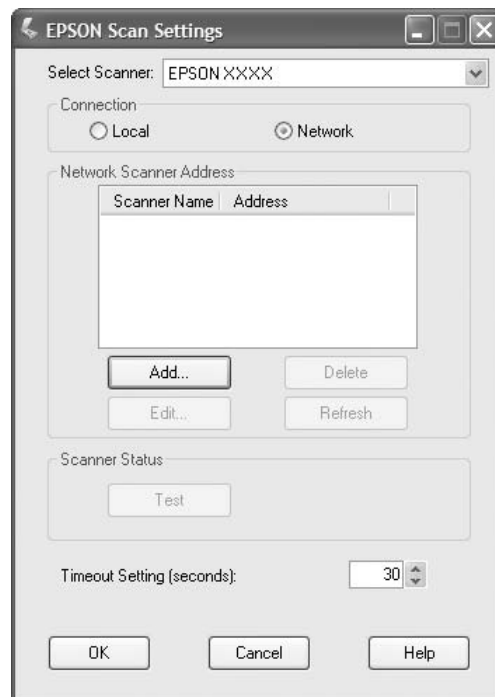 EPSON Scan Settings
Select Scanner: EPSON XXXX
Connection
Local Network
Network Scanner Address
Scanner Name Address
Add... Delete
Edit... Refresh
Scanner Status
Test
Timeout Setting (seconds): 30
OK Cancel Help